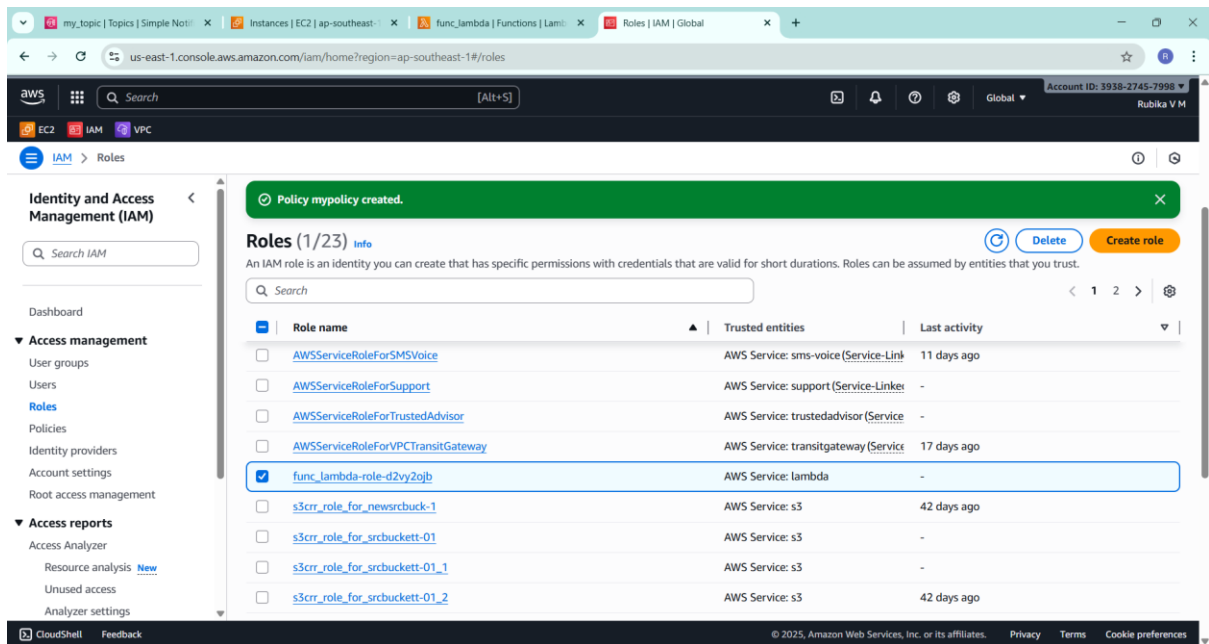 my_topic | Topics | Simple Notif
Instances | EC2 | ap-southeast-1
func_lambda | Functions | Lamb
Roles | IAM | Global
us-east-1.console.aws.amazon.com/iam/home?region=ap-southeast-1#/roles
R
aws
Search
[Alt+S]
Global
Account ID: 3938-2745-7998
Rubika V M
EC2 IAM VPC
IAM > Roles
Identity and Access
Management (IAM)
Search IAM
Dashboard
Access management
User groups
Users
Roles
Policies
Identity providers
Account settings
Root access management
Access reports
Access Analyzer
Resource analysis New
Unused access
Analyzer settings
Policy mypolicy created.
Roles (1/23) Info
Delete
Create role
An IAM role is an identity you can create that has specific permissions with credentials that are valid for short durations. Roles can be assumed by entities that you trust.
Search
1 2
Role name Trusted entities Last activity
AWSServiceRoleForSMSVoice AWS Service: sms-voice (Service-Link 11 days ago
AWSServiceRoleForSupport AWS Service: support (Service-Linked -
AWSServiceRoleForTrustedAdvisor AWS Service: trustedadvisor (Service -
AWSServiceRoleForVPCTransitGateway AWS Service: transitgateway (Service 17 days ago
func_lambda-role-d2vy2ojb AWS Service: lambda -
s3crr_role_for_newsrcbuck-1 AWS Service: s3 42 days ago
s3crr_role_for_srcbuckett-01 AWS Service: s3 -
s3crr_role_for_srcbuckett-01_1 AWS Service: s3 -
s3crr_role_for_srcbuckett-01_2 AWS Service: s3 42 days ago
CloudShell Feedback
© 2025, Amazon Web Services, Inc. or its affiliates. Privacy Terms Cookie preferences